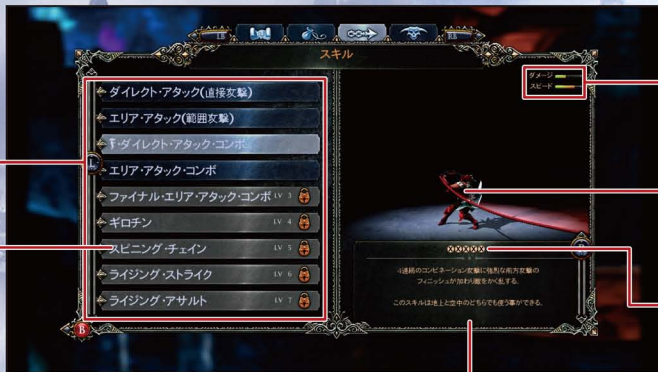 LB
RB
スキル
ダイレクト・アタック(直接攻撃)
エリア・アタック(範囲攻撃)
ダイレクト・アタック・コンボ
エリア・アタック・コンボ
ファイナル・エリア・アタック・コンボ LV 3
ギロチン LV 4
スピニング・チェイン LV 5
ライジング・ストライク LV 6
ライジング・アサルト LV 7
L
B
ダメージ
スピード
XXXXX
R
4連続のコンビネーション攻撃に強烈な前方攻撃の
フィニッシュが加わり敵をかく乱する。
このスキルは地上と空中のどちらでも使う事ができる。